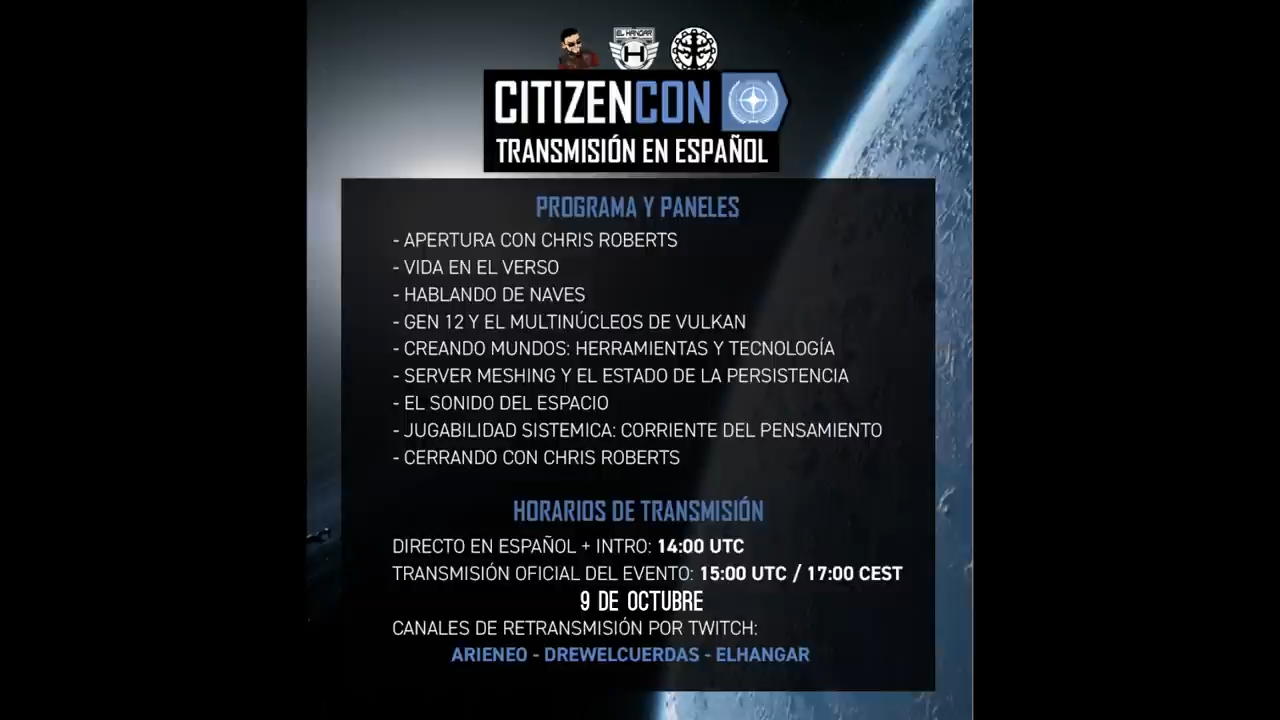 EL HANGAR
H
CITIZENCON
TRANSMISIÓN EN ESPAÑOL
PROGRAMA Y PANELES
- APERTURA CON CHRIS ROBERTS
- VIDA EN EL VERSO
- HABLANDO DE NAVES
- GEN 12 Y EL MULTINÚCLEOS DE VULKAN
- CREANDO MUNDOS: HERRAMIENTAS Y TECNOLOGÍA
- SERVER MESHING Y EL ESTADO DE LA PERSISTENCIA
- EL SONIDO DEL ESPACIO
- JUGABILIDAD SISTEMICA: CORRIENTE DEL PENSAMIENTO
- CERRANDO CON CHRIS ROBERTS
HORARIOS DE TRANSMISIÓN
DIRECTO EN ESPAÑOL + INTRO: 14:00 UTC
TRANSMISIÓN OFICIAL DEL EVENTO: 15:00 UTC / 17:00 CEST
9 DE OCTUBRE
CANALES DE RETRANSMISIÓN POR TWITCH:
ARIENEO - DREWELCUERDAS - ELHANGAR